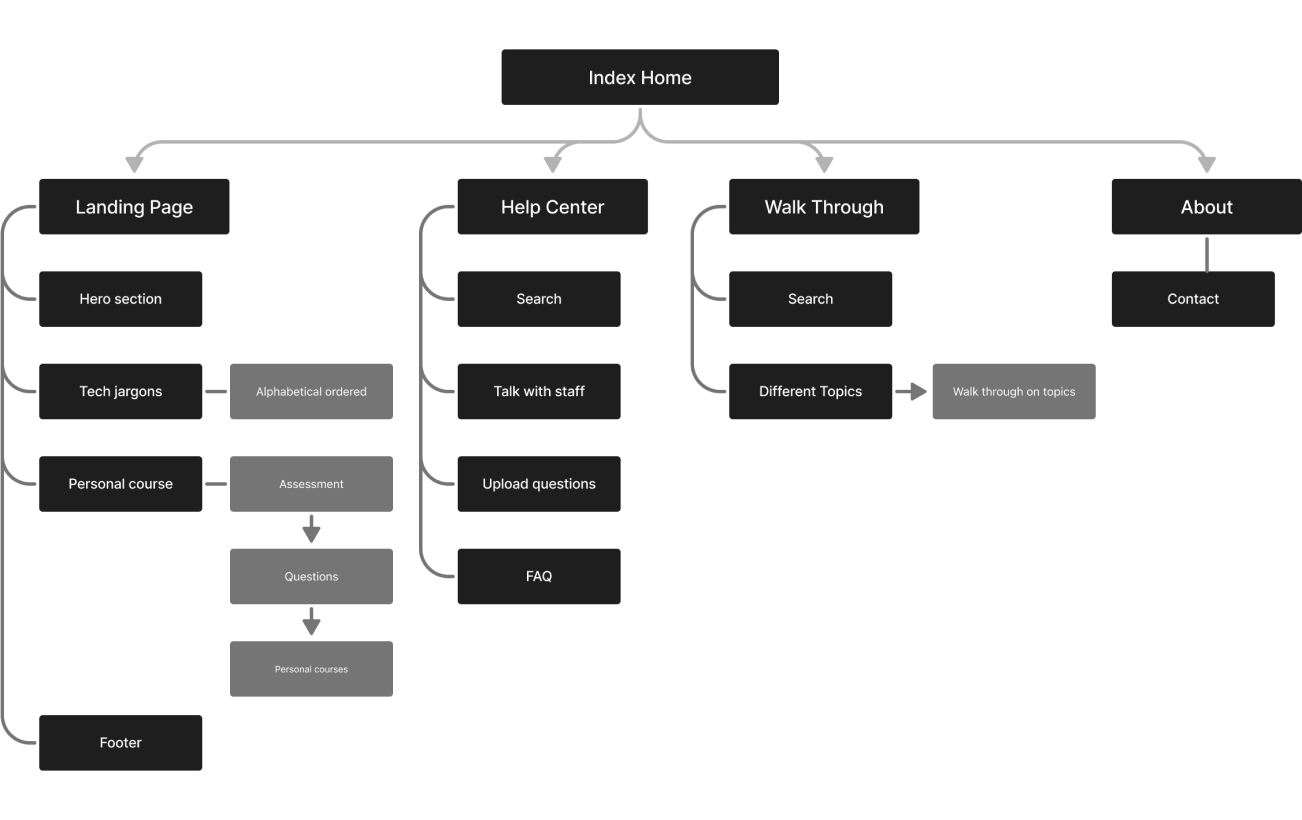 Index Home
Landing Page
Help Center
Walk Through
About
Hero section
Search
Search
Contact
Tech jargons
Alphabetical ordered
Talk with staff
Different Topics
Walk through on topics
Personal course
Assessment
Upload questions
Questions
FAQ
Personal courses
Footer